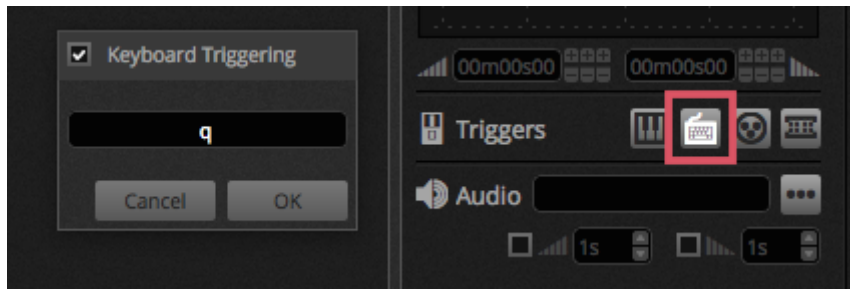 Keyboard Triggering
q
Cancel OK
00m00s00 00m00s00
Triggers
Audio
1s 1s